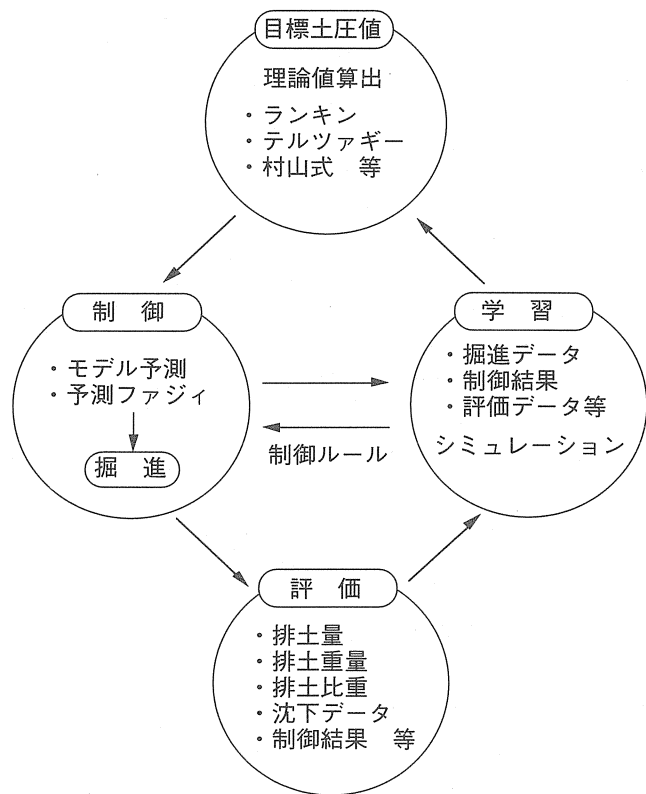 目標土圧値
理論値算出
・ランキン
・テルツァギー
・村山式　等
制　御
・モデル予測
・予測ファジィ
掘　進
学　習
・掘進データ
・制御結果
・評価データ等
シミュレーション
制御ルール
評　価
・排土量
・排土重量
・排土比重
・沈下データ
・制御結果　等